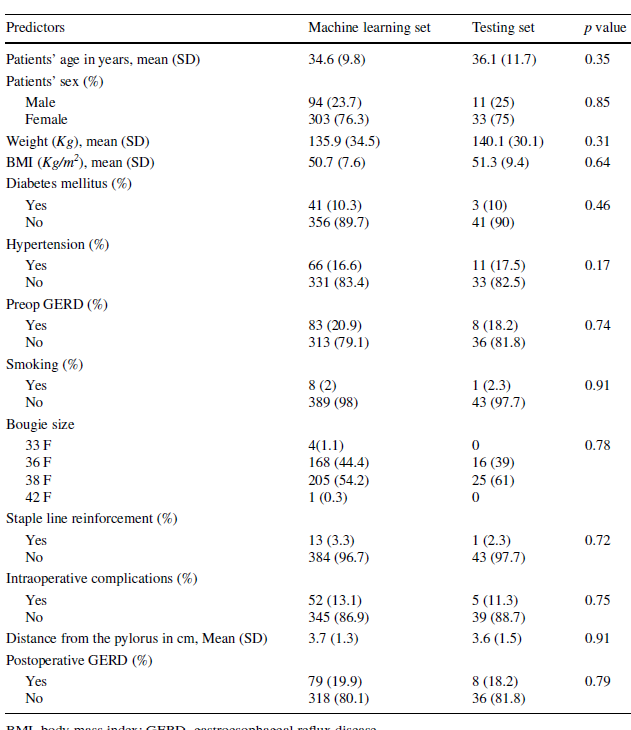 Predictors Machine learning set Testing set p value
Patients' age in years, mean (SD) 34.6 (9.8) 36.1 (11.7) 0.35
Patients' sex (%)
Male 94 (23.7) 11 (25) 0.85
Female 303 (76.3) 33 (75)
Weight (Kg), mean (SD) 135.9 (34.5) 140.1 (30.1) 0.31
BMI (Kg/m²), mean (SD) 50.7 (7.6) 51.3 (9.4) 0.64
Diabetes mellitus (%)
Yes 41 (10.3) 3 (10) 0.46
No 356 (89.7) 41 (90)
Hypertension (%)
Yes 66 (16.6) 11 (17.5) 0.17
No 331 (83.4) 33 (82.5)
Preop GERD (%)
Yes 83 (20.9) 8 (18.2) 0.74
No 313 (79.1) 36 (81.8)
Smoking (%)
Yes 8 (2) 1 (2.3) 0.91
No 389 (98) 43 (97.7)
Bougie size
33 F 4(1.1) 0 0.78
36 F 168 (44.4) 16 (39)
38 F 205 (54.2) 25 (61)
42 F 1 (0.3) 0
Staple line reinforcement (%)
Yes 13 (3.3) 1 (2.3) 0.72
No 384 (96.7) 43 (97.7)
Intraoperative complications (%)
Yes 52 (13.1) 5 (11.3) 0.75
No 345 (86.9) 39 (88.7)
Distance from the pylorus in cm, Mean (SD) 3.7 (1.3) 3.6 (1.5) 0.91
Postoperative GERD (%)
Yes 79 (19.9) 8 (18.2) 0.79
No 318 (80.1) 36 (81.8)
BMI, body mass index; GERD, gastroesophageal reflux disease